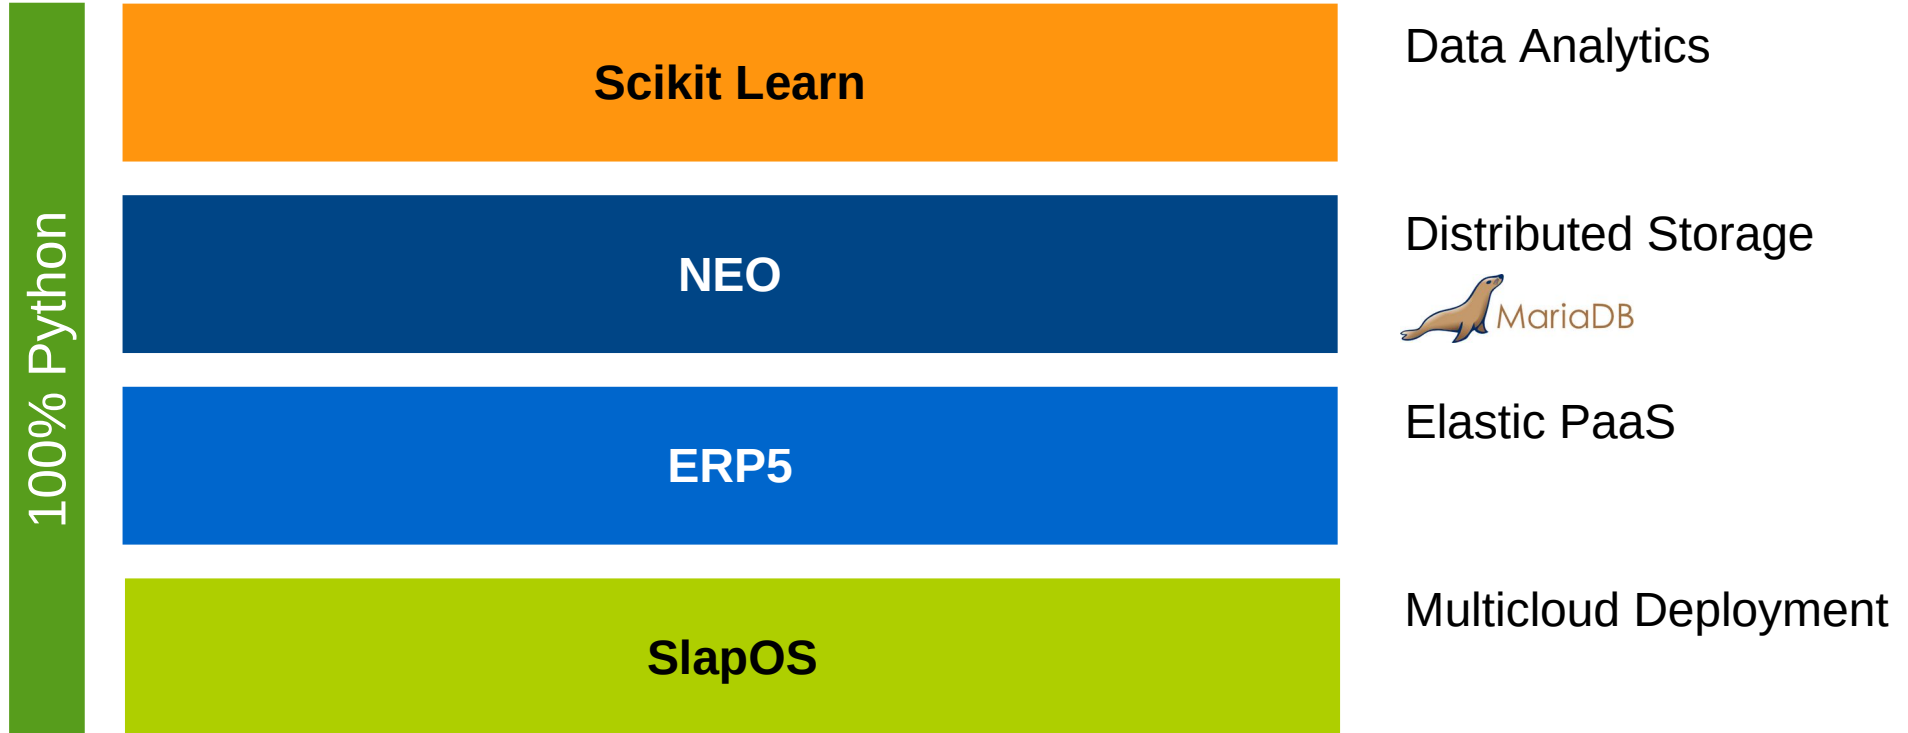 100% Python
Scikit Learn
Data Analytics
NEO
Distributed Storage
MariaDB
ERP5
Elastic PaaS
SlapOS
Multicloud Deployment